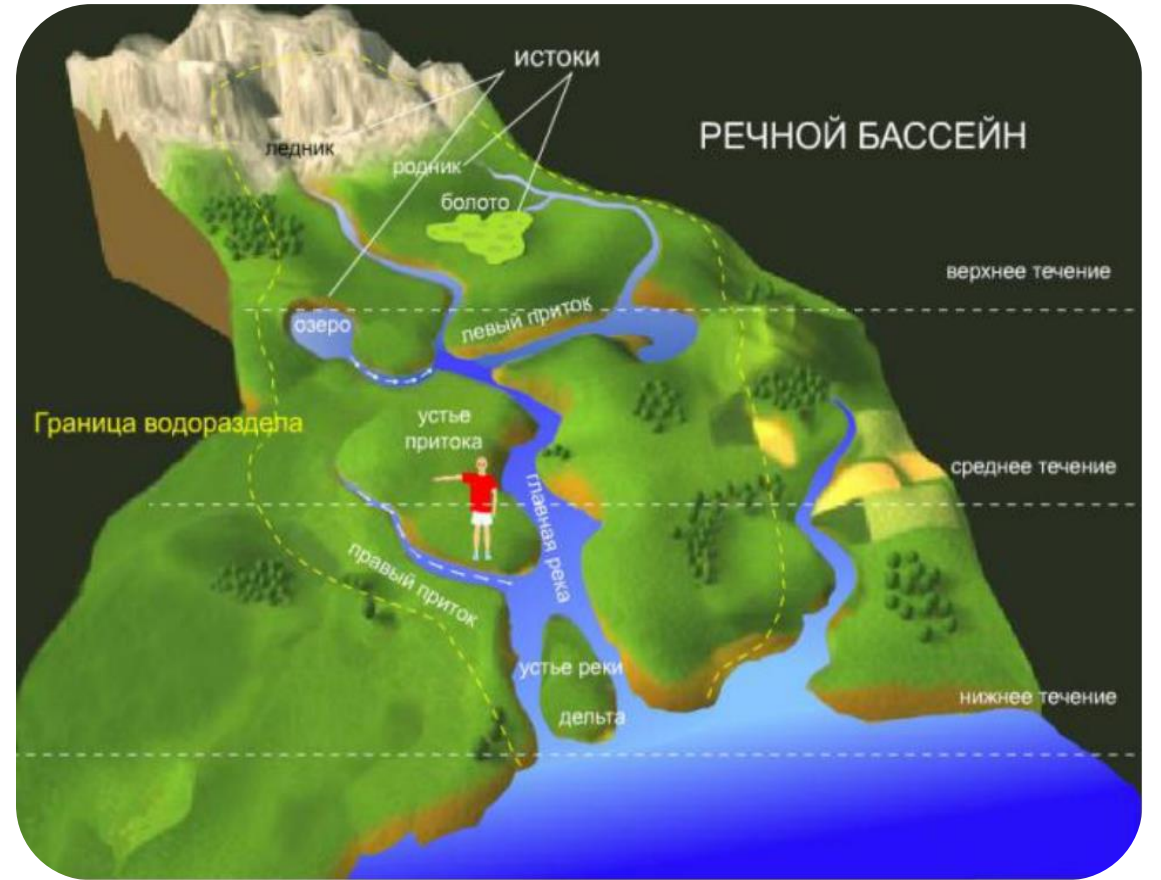 истоки
РЕЧНОЙ БАССЕЙН
ледник
родник
болото
верхнее течение
левый приток
озеро
Граница водораздела
устье
притока
среднее течение
главная река
правый приток
устье реки
нижнее течение
дельта